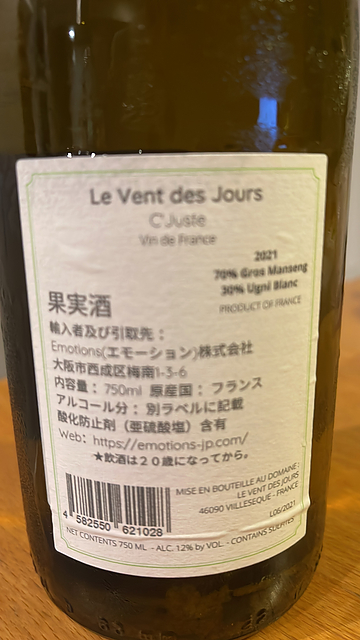 Le Vent des Jours
C'Juste
Vin de France
2021
70% Gros Manseng
30% Ugni Blanc
PRODUCT OF FRANCE
果実酒
輸入者及び引取先：
Emotions(エモーション)株式会社
大阪市西成区梅南1-3-6
内容量：750ml 原産国：フランス
アルコール分：別ラベルに記載
酸化防止剤（亜硫酸塩）含有
Web: https://emotions-jp.com/
★飲酒は２０歳になってから。
MISE EN BOUTEILLE AU DOMAINE:
LE VENT DES JOURS
46090 VIILLESEQUE - FRANCE
L06/2021
4 582550 621028
NET CONTENTS 750 ML - ALC. 12% by VOL. - CONTAINS SULFITES